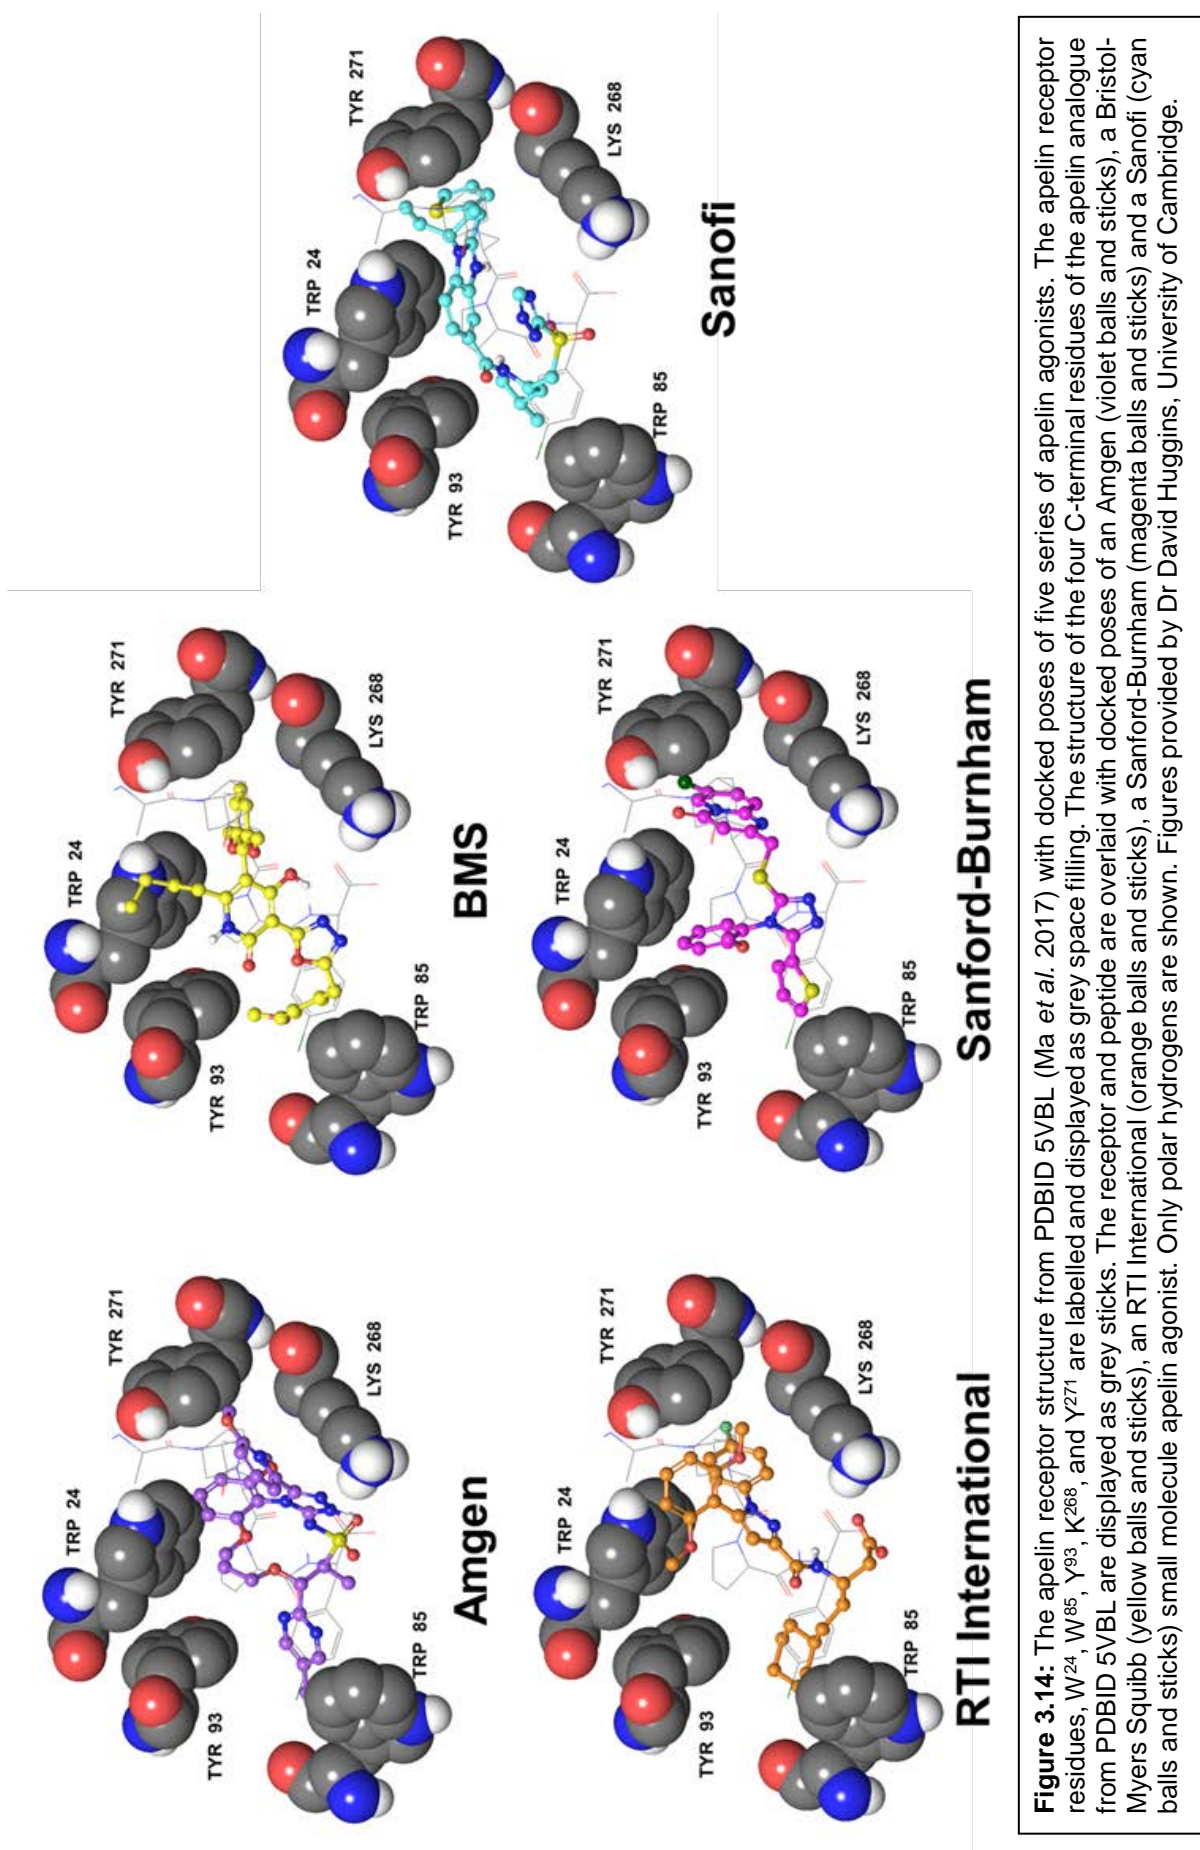 TRP 24
TYR 271
TYR 93
LYS 268
TRP 85
Amgen
TRP 24
TYR 271
TYR 93
LYS 268
TRP 85
BMS
TRP 24
TYR 271
TYR 93
LYS 268
TRP 85
Sanofi
TRP 24
TYR 271
TYR 93
LYS 268
TRP 85
RTI International
TRP 24
TYR 271
TYR 93
LYS 268
TRP 85
Sanford-Burnham
Figure 3.14: The apelin receptor structure from PDBID 5VBL (Ma et al. 2017) with docked poses of five series of apelin agonists. The apelin receptor
residues, W²⁴, W⁸⁵, Y⁹³, K²⁶⁸, and Y²⁷¹ are labelled and displayed as grey space filling. The structure of the four C-terminal residues of the apelin analogue
from PDBID 5VBL are displayed as grey sticks. The receptor and peptide are overlaid with docked poses of an Amgen (violet balls and sticks), a Bristol-
Myers Squibb (yellow balls and sticks), an RTI International (orange balls and sticks), a Sanford-Burnham (magenta balls and sticks) and a Sanofi (cyan
balls and sticks) small molecule apelin agonist. Only polar hydrogens are shown. Figures provided by Dr David Huggins, University of Cambridge.